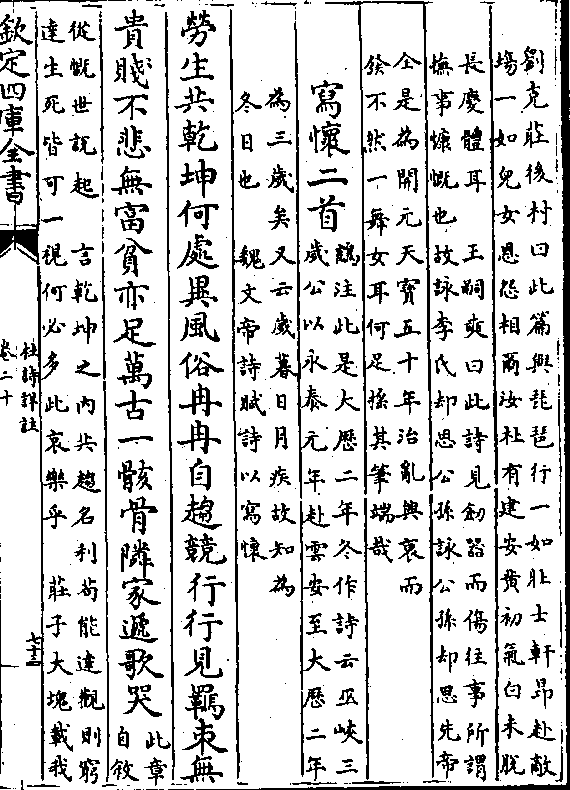 劉克莊後村曰此篇與琵琶行一如壯士軒昂赴敵
塲一如兒女恩怨相爾汝杜有建安黃初氣白未脫
長慶體耳 王嗣奭曰此詩見劍器而傷往事所謂
撫事慷慨也故詠李氏却思公孫詠公孫却思先帝
全是為開元天寶五十年治亂興衰而
發不然一舞女耳何足搖其筆端哉
寫懷二首
鶴注此是大歷二年冬作詩云巫峽三
歲公以永泰元年赴雲安至大歷二年
為三歲矣又云歲暮日月疾故知為
冬日也 魏文帝詩賦詩以寫懷
勞生共乾坤何處異風俗冉冉自趨競行行見羈束無
貴賤不悲無富貧亦足萬古一骸骨隣家遞歌哭
此章
自敘
從慨世說起 言乾坤之內共趨名利茍能達觀則窮
達生死皆可一視何必多此哀樂乎 莊子大塊載我
欽定四庫全書
杜詩詳註
卷二十
七十三